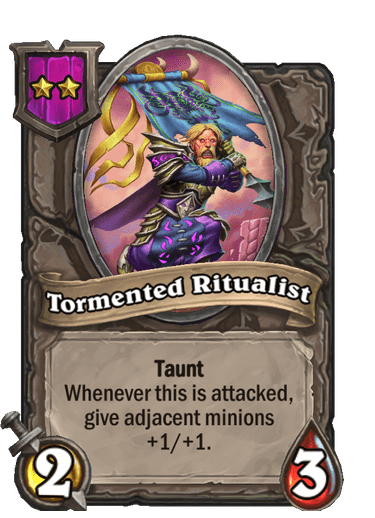 Tormented Ritualist
Taunt
Whenever this is attacked,
give adjacent minions
+1/+1.
2
3